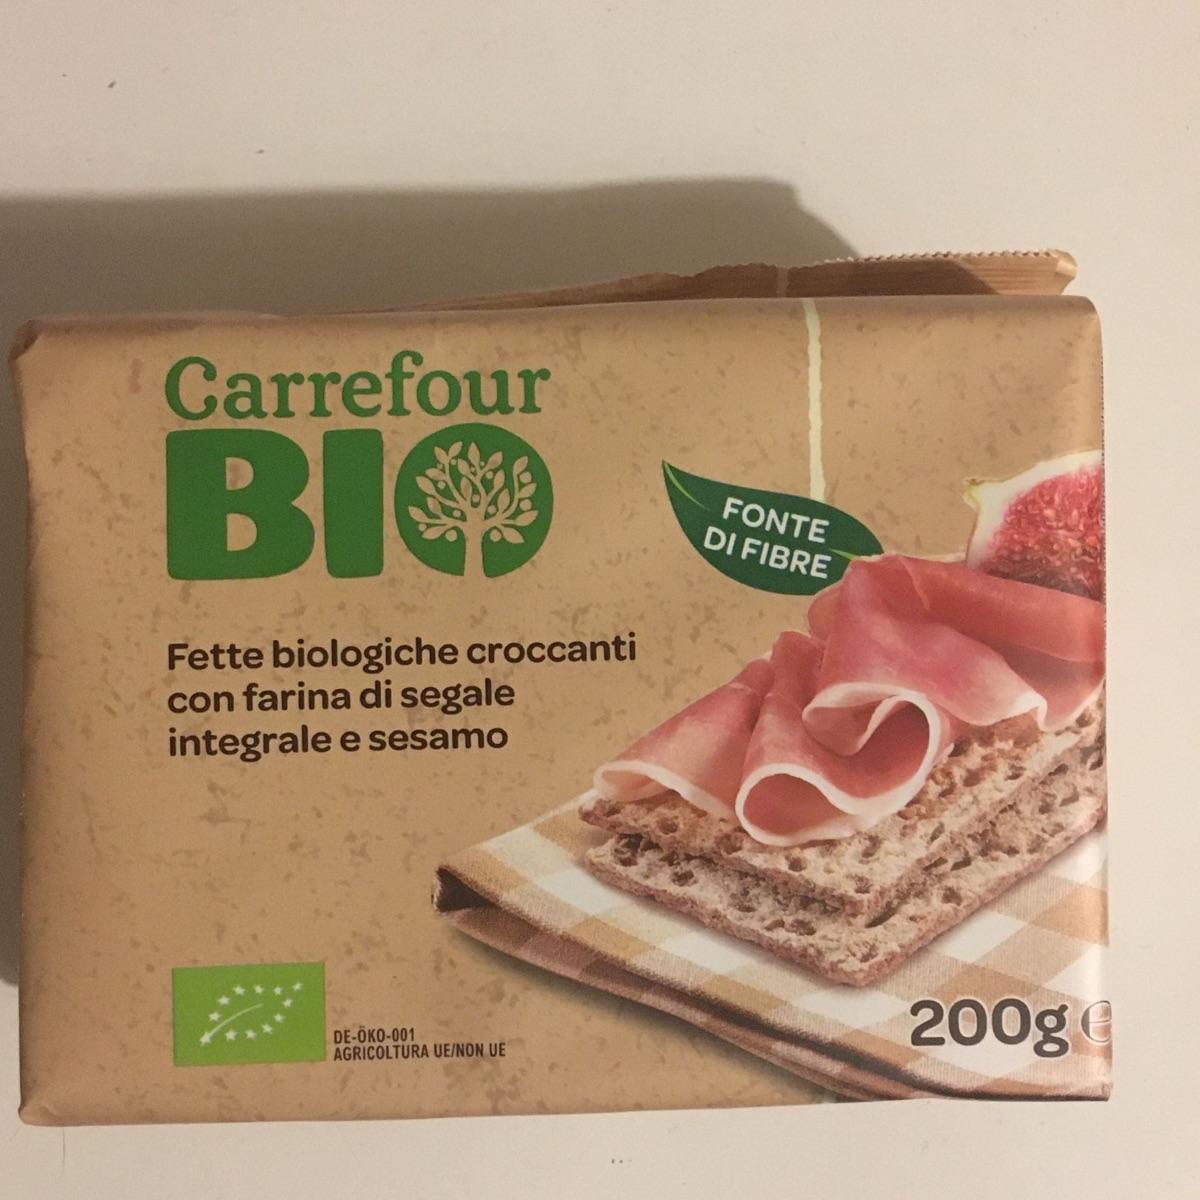 Carrefour
BIO
FONTE
DI FIBRE
Fette biologiche croccanti
con farina di segale
integrale e sesamo
DE-ÖKO-001
AGRICOLTURA UE/NON UE
200g e